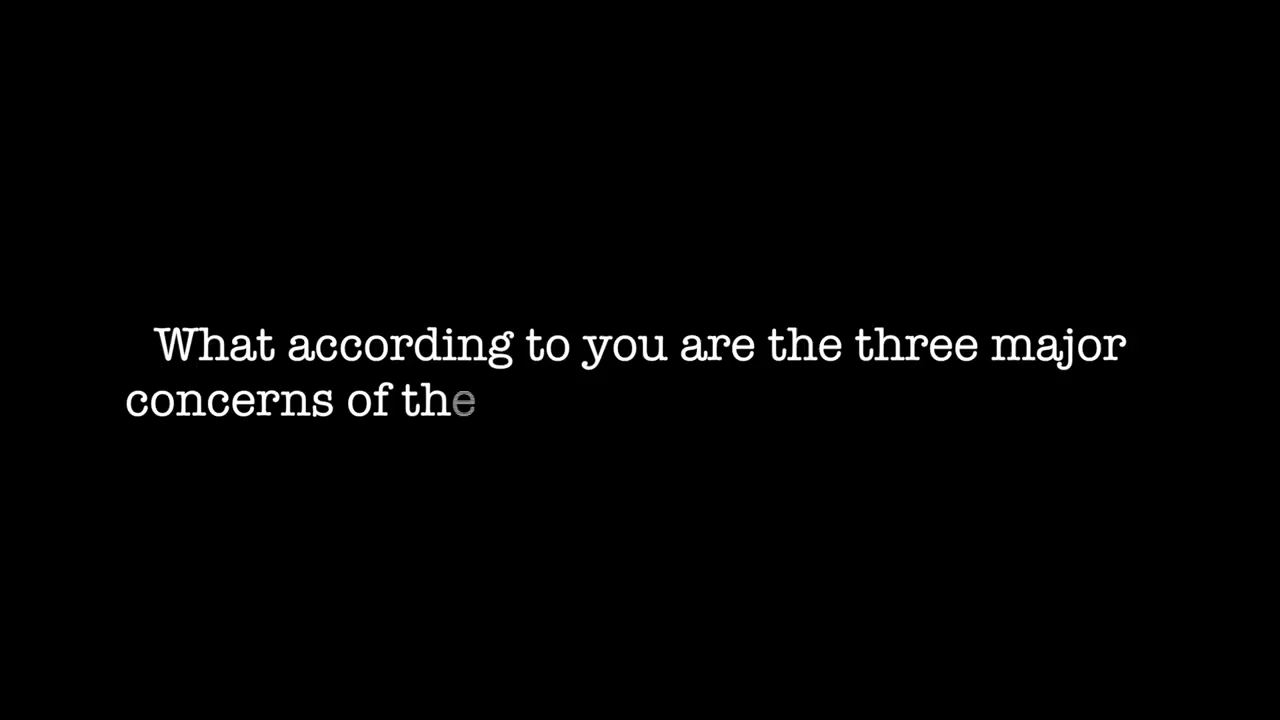 What according to you are the three major
concerns of the